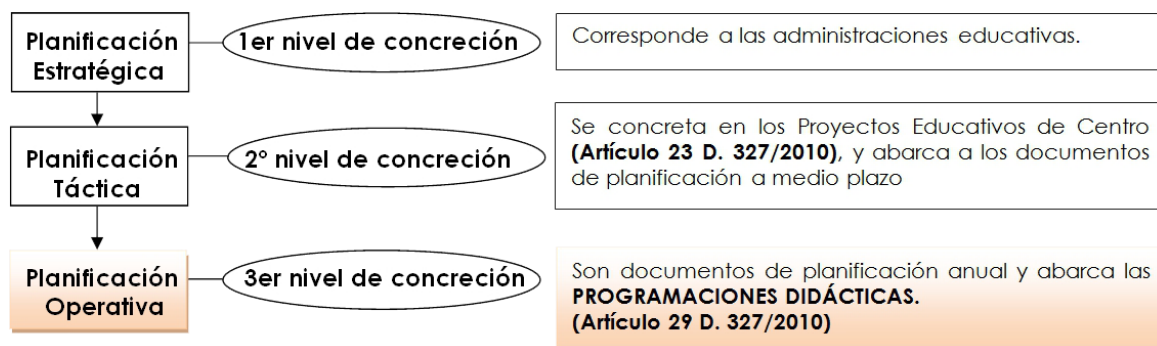 Planificación
Estratégica
1er nivel de concreción
Corresponde a las administraciones educativas.
Planificación
Táctica
2º nivel de concreción
Se concreta en los Proyectos Educativos de Centro
(Artículo 23 D. 327/2010), y abarca a los documentos
de planificación a medio plazo
Planificación
Operativa
3er nivel de concreción
Son documentos de planificación anual y abarca las
PROGRAMACIONES DIDÁCTICAS.
(Artículo 29 D. 327/2010)